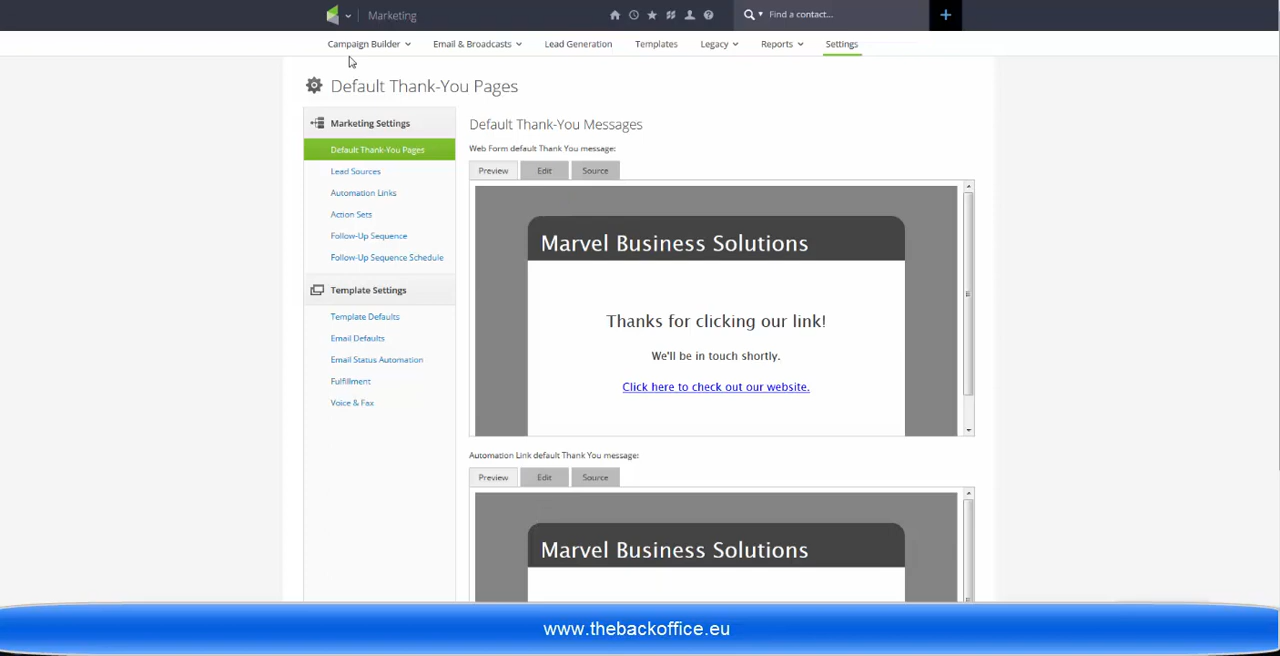 Marketing
Find a contact...
Campaign Builder
Email & Broadcasts
Lead Generation
Templates
Legacy
Reports
Settings
Default Thank-You Pages
Marketing Settings
Default Thank-You Pages
Lead Sources
Automation Links
Action Sets
Follow-Up Sequence
Follow-Up Sequence Schedule
Template Settings
Template Defaults
Email Defaults
Email Status Automation
Fulfillment
Voice & Fax
Default Thank-You Messages
Web Form default Thank You message:
Preview
Edit
Source
Marvel Business Solutions
Thanks for clicking our link!
We'll be in touch shortly.
Click here to check out our website.
Automation Link default Thank You message:
Preview
Edit
Source
Marvel Business Solutions
www.thebackoffice.eu